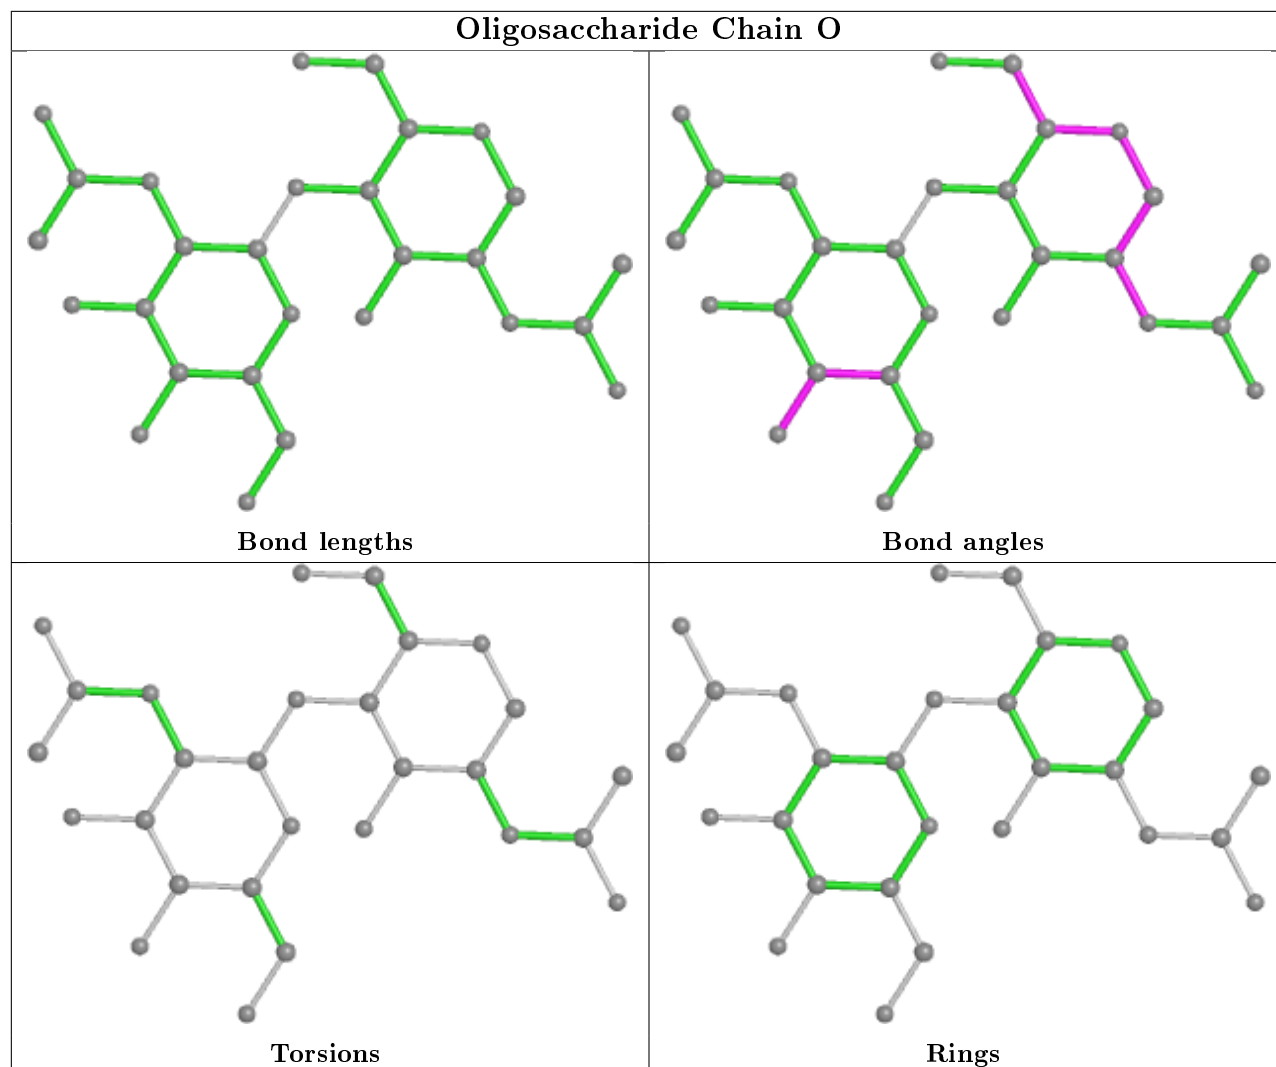 Oligosaccharide Chain O
Bond lengths
Bond angles
Torsions
Rings